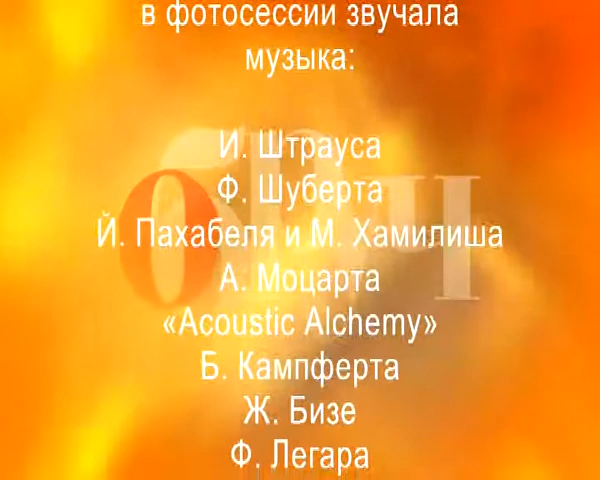 в фотосессии звучала
музыка:
И. Штрауса
Ф. Шуберта
Й. Пахабеля и М. Хамилиша
А. Моцарта
«Acoustic Alchemy»
Б. Кампферта
Ж. Бизе
Ф. Легара